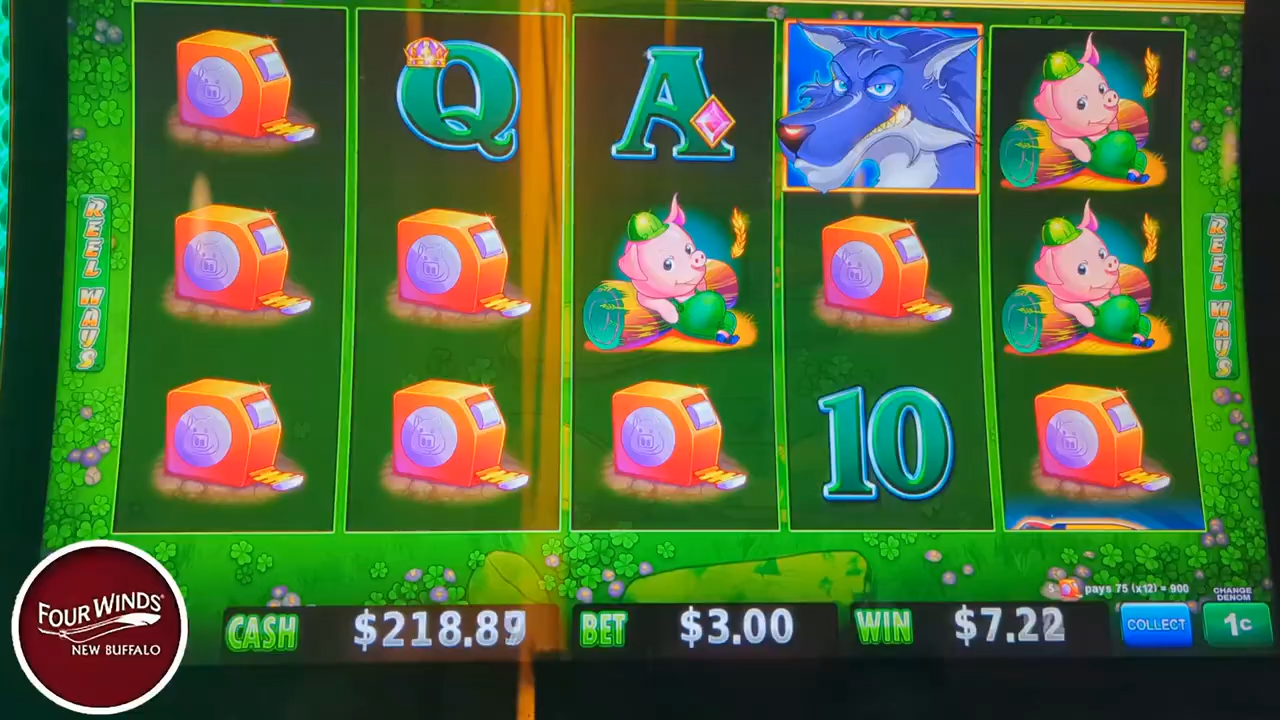 Q
A
REEL WAYS
REEL WAYS
10
5 pays 75 (x12) = 900
CHANGE DENOM
CASH
BET $3.00
WIN
COLLECT
1¢
FOUR WINDS®
NEW BUFFALO